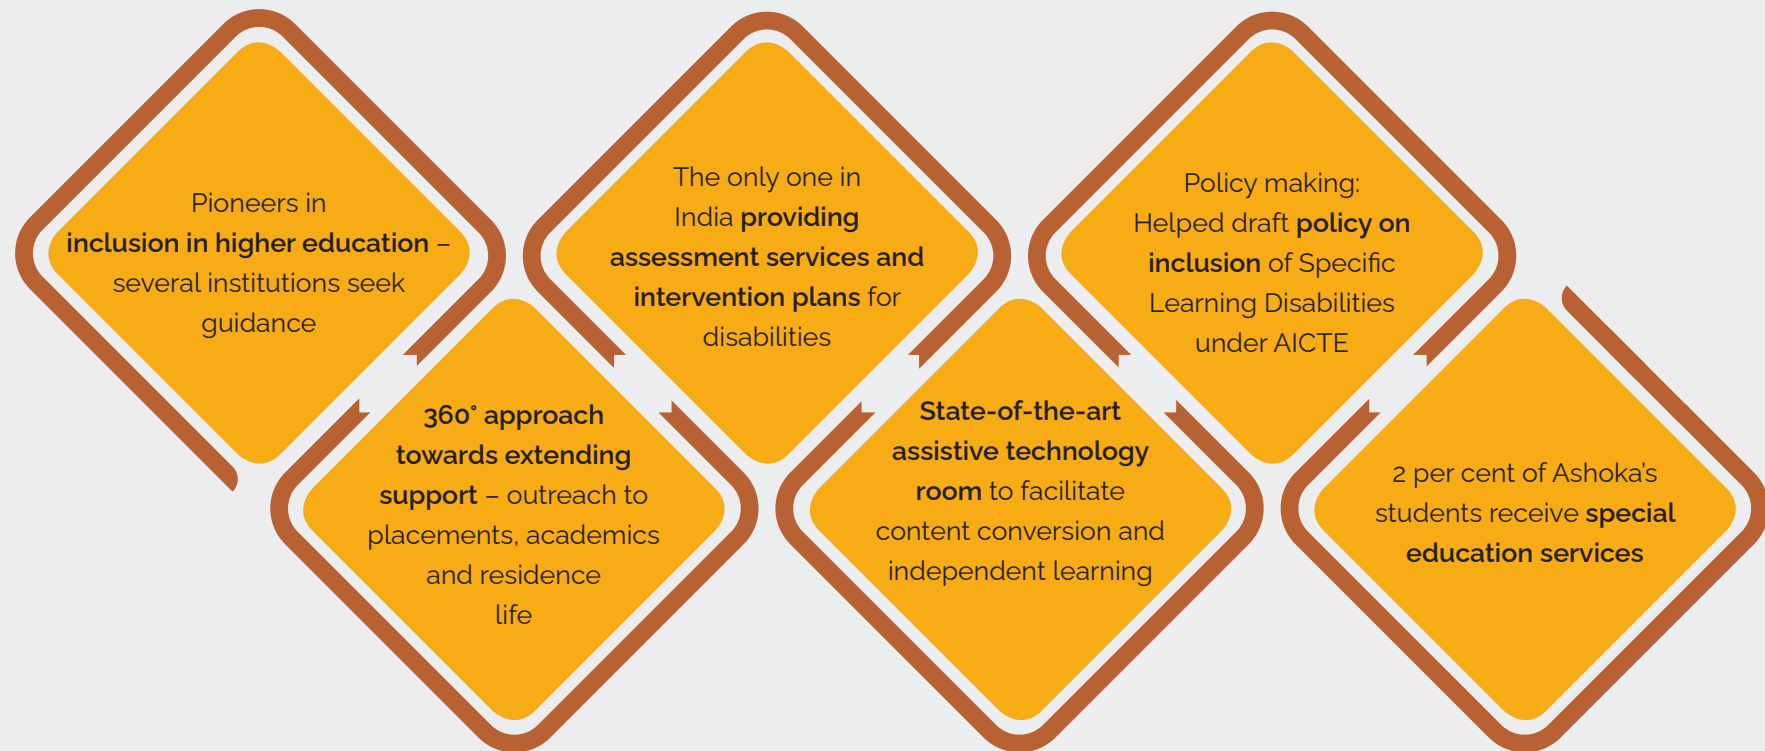 Pioneers in
inclusion in higher education –
several institutions seek
guidance
360° approach
towards extending
support – outreach to
placements, academics
and residence
life
The only one in
India providing
assessment services and
intervention plans for
disabilities
State-of-the-art
assistive technology
room to facilitate
content conversion and
independent learning
Policy making:
Helped draft policy on
inclusion of Specific
Learning Disabilities
under AICTE
2 per cent of Ashoka's
students receive special
education services